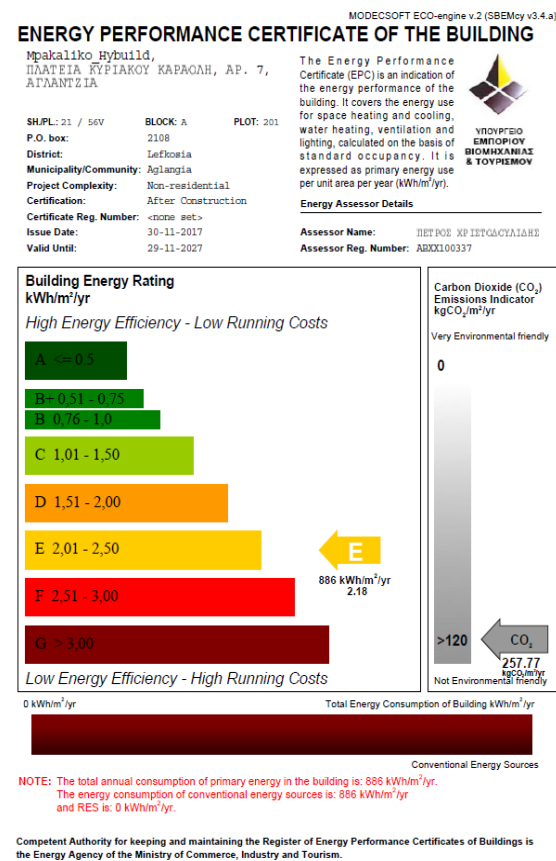 MODECSOFT ECO-engine v.2 (SBEMcy v3.4.a)
ENERGY PERFORMANCE CERTIFICATE OF THE BUILDING
Mpakaliko_Hybuild,
ΠΛΑΤΕΙΑ ΚΥΡΙΑΚΟΥ ΚΑΡΑΟΛΗ, ΑΡ. 7,
ΑΓΛΑΝΤΖΙΑ
SH/PL.: 21 / 56V BLOCK: A PLOT: 201
P.O. box: 2108
District: Lefkosia
Municipality/Community: Aglangia
Project Complexity: Non-residential
Certification: After Construction
Certificate Reg. Number: <none set>
Issue Date: 30-11-2017
Valid Until: 29-11-2027
The Energy Performance
Certificate (EPC) is an indication of
the energy performance of the
building. It covers the energy use
for space heating and cooling,
water heating, ventilation and
lighting, calculated on the basis of
standard occupancy. It is
expressed as primary energy use
per unit area per year (kWh/m²/yr).
ΥΠΟΥΡΓΕΙΟ
ΕΜΠΟΡΙΟΥ
ΒΙΟΜΗΧΑΝΙΑΣ
& ΤΟΥΡΙΣΜΟΥ
Energy Assessor Details
Assessor Name: ΠΕΤΡΟΣ ΧΡΙΣΤΟΔΟΥΛΙΔΗΣ
Assessor Reg. Number: ABXX100337
Building Energy Rating
kWh/m²/yr
High Energy Efficiency - Low Running Costs
A <= 0.5
B+ 0,51 - 0,75
B 0,76 - 1,0
C 1,01 - 1,50
D 1,51 - 2,00
E 2,01 - 2,50
E
886 kWh/m²/yr
2.18
F 2,51 - 3,00
G > 3,00
Low Energy Efficiency - High Running Costs
Carbon Dioxide (CO₂)
Emissions Indicator
kgCO₂/m²/yr
Very Environmental friendly
0
>120
CO₂
257.77
kgCO₂/m²/yr
Not Environmental friendly
0 kWh/m²/yr Total Energy Consumption of Building kWh/m²/yr
Conventional Energy Sources
NOTE: The total annual consumption of primary energy in the building is: 886 kWh/m²/yr.
The energy consumption of conventional energy sources is: 886 kWh/m²/yr
and RES is: 0 kWh/m²/yr.
Competent Authority for keeping and maintaining the Register of Energy Performance Certificates of Buildings is
the Energy Agency of the Ministry of Commerce, Industry and Tourism.